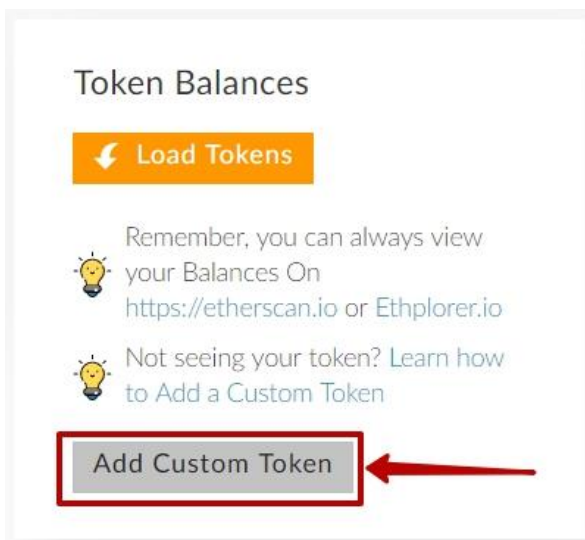 Token Balances
Load Tokens
Remember, you can always view
your Balances On
https://etherscan.io or Ethplorer.io
Not seeing your token? Learn how
to Add a Custom Token
Add Custom Token